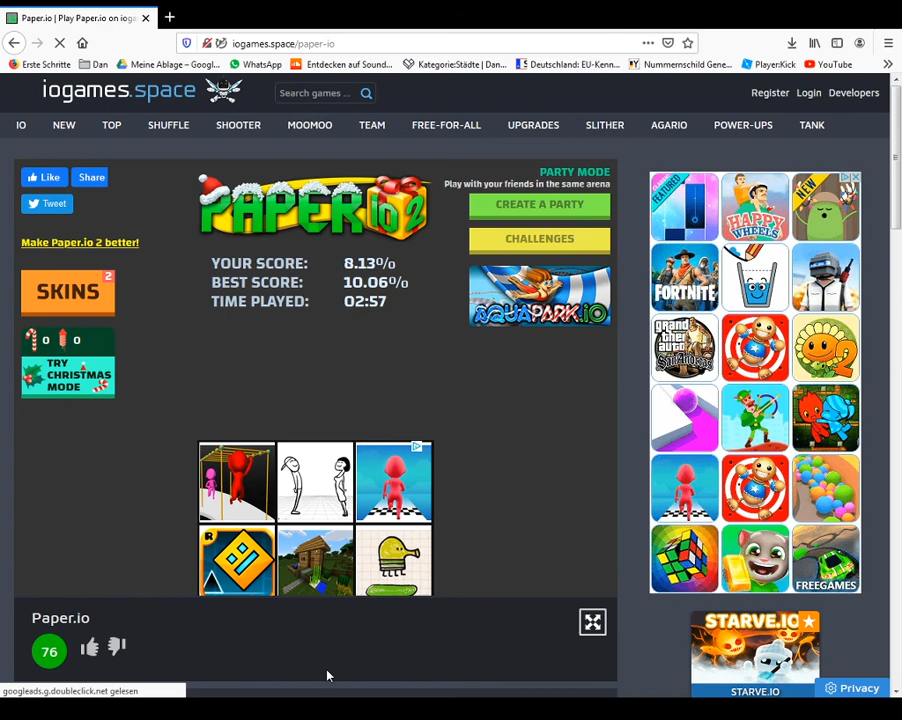 Paper.io | Play Paper.io on ioga
iogames.space/paper-io
Erste Schritte
Dan
Meine Ablage – Googl...
WhatsApp
Entdecken auf Sound...
Kategorie:Städte | Dan...
Deutschland: EU-Kenn...
Nummernschild Gene...
Player:Kick
YouTube
iogames.space
Search games ...
Register
Login
Developers
IO
NEW
TOP
SHUFFLE
SHOOTER
MOOMOO
TEAM
FREE-FOR-ALL
UPGRADES
SLITHER
AGARIO
POWER-UPS
TANK
Like
Share
Tweet
Make Paper.io 2 better!
SKINS
2
0
0
TRY
CHRISTMAS
MODE
PAPER.io 2
YOUR SCORE: 8.13%
BEST SCORE: 10.06%
TIME PLAYED: 02:57
PARTY MODE
Play with your friends in the same arena
CREATE A PARTY
CHALLENGES
AQUAPARK.IO
R
FEATURED
HAPPY
WHEELS
NEW
FORTNITE
grand
theft
auto
SanAndreas
2
FREEGAMES
Paper.io
76
STARVE.IO
STARVE.IO
Privacy
googleads.g.doubleclick.net gelesen